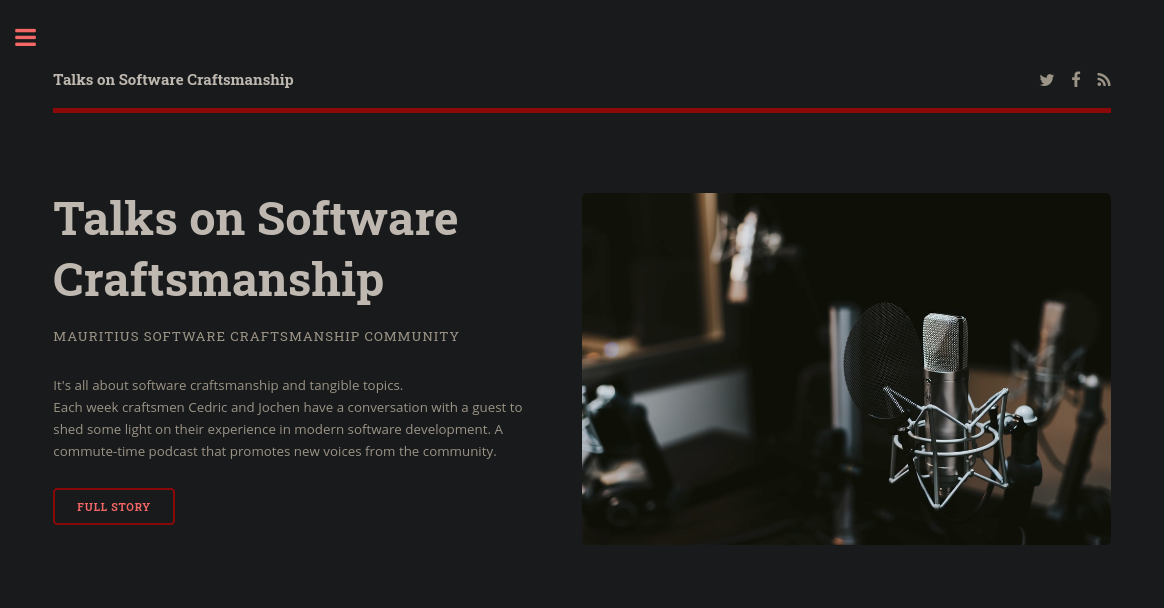 Talks on Software Craftsmanship
Talks on Software
Craftsmanship
MAURITIUS SOFTWARE CRAFTSMANSHIP COMMUNITY
It's all about software craftsmanship and tangible topics.
Each week craftsmen Cedric and Jochen have a conversation with a guest to
shed some light on their experience in modern software development. A
commute-time podcast that promotes new voices from the community.
FULL STORY